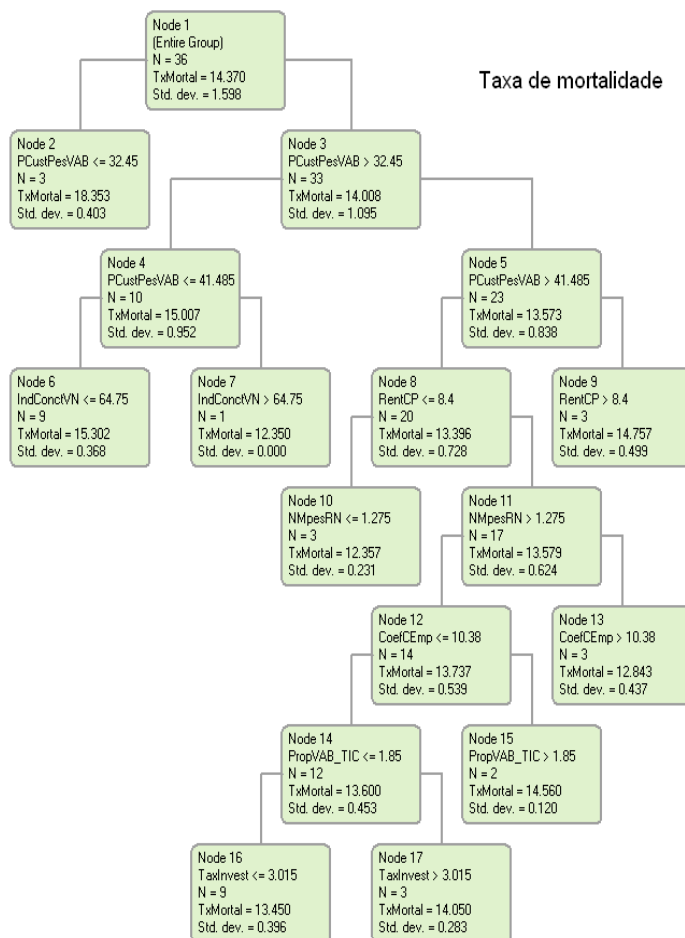 Node 1
(Entire Group)
N = 36
TxMortal = 14.370
Std. dev. = 1.598
Taxa de mortalidade
Node 2
PCustPesVAB <= 32.45
N = 3
TxMortal = 18.353
Std. dev. = 0.403
Node 3
PCustPesVAB > 32.45
N = 33
TxMortal = 14.008
Std. dev. = 1.095
Node 4
PCustPesVAB <= 41.485
N = 10
TxMortal = 15.007
Std. dev. = 0.952
Node 5
PCustPesVAB > 41.485
N = 23
TxMortal = 13.573
Std. dev. = 0.838
Node 6
IndConctVN <= 64.75
N = 9
TxMortal = 15.302
Std. dev. = 0.368
Node 7
IndConctVN > 64.75
N = 1
TxMortal = 12.350
Std. dev. = 0.000
Node 8
RentCP <= 8.4
N = 20
TxMortal = 13.396
Std. dev. = 0.728
Node 9
RentCP > 8.4
N = 3
TxMortal = 14.757
Std. dev. = 0.499
Node 10
NMpesRN <= 1.275
N = 3
TxMortal = 12.357
Std. dev. = 0.231
Node 11
NMpesRN > 1.275
N = 17
TxMortal = 13.579
Std. dev. = 0.624
Node 12
CoefCEmp <= 10.38
N = 14
TxMortal = 13.737
Std. dev. = 0.539
Node 13
CoefCEmp > 10.38
N = 3
TxMortal = 12.843
Std. dev. = 0.437
Node 14
PropVAB_TIC <= 1.85
N = 12
TxMortal = 13.600
Std. dev. = 0.453
Node 15
PropVAB_TIC > 1.85
N = 2
TxMortal = 14.560
Std. dev. = 0.120
Node 16
TaxInvest <= 3.015
N = 9
TxMortal = 13.450
Std. dev. = 0.396
Node 17
TaxInvest > 3.015
N = 3
TxMortal = 14.050
Std. dev. = 0.283